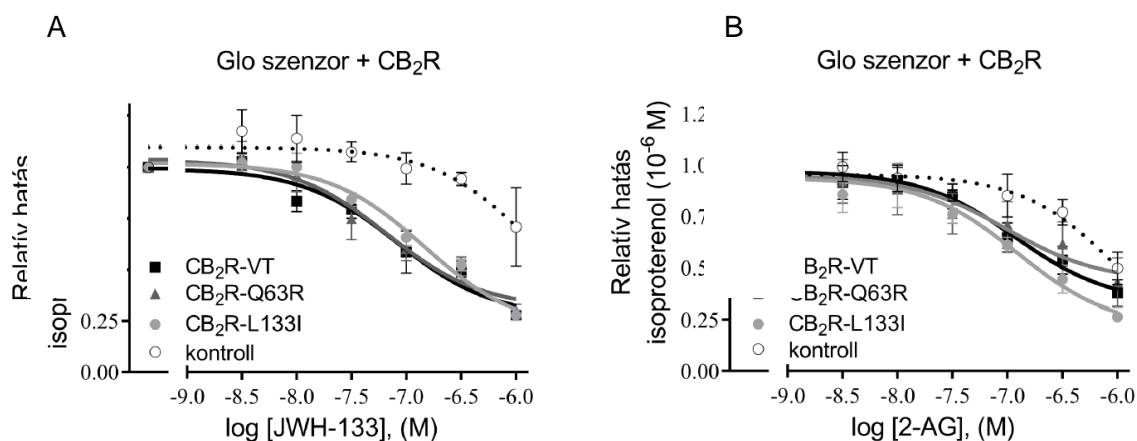 A
Glo szenzor + CB₂R
Relatív hatás
isopl
0.25
0.00
CB₂R-VT
CB₂R-Q63R
CB₂R-L133I
kontroll
-9.0 -8.5 -8.0 -7.5 -7.0 -6.5 -6.0
log [JWH-133], (M)
B
Glo szenzor + CB₂R
Relatív hatás
isoproterenol (10⁻⁶ M)
1.2
1.0
0.7
0.5
0.25
0.00
B₂R-VT
CB₂R-Q63R
CB₂R-L133I
kontroll
-9.0 -8.5 -8.0 -7.5 -7.0 -6.5 -6.0
log [2-AG], (M)